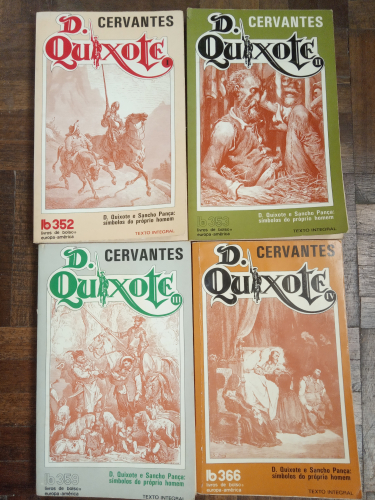 D. CERVANTES
QUIXOTE
I
D. Quixote e Sancho Pança:
símbolos do próprio homem
lb 352
livros de bolso
europa-américa
TEXTO INTEGRAL
D. CERVANTES
QUIXOTE
II
lb 353
D. Quixote e Sancho Pança:
símbolos do próprio homem
livros de bolso
europa-américa
TEXTO INTEGRAL
D. CERVANTES
QUIXOTE
III
D. Quixote e Sancho Pança:
símbolos do próprio homem
livros de bolso
europa-américa
TEXTO INTEGRAL
D. CERVANTES
QUIXOTE
IV
D. Quixote e Sancho Pança:
símbolos do próprio homem
lb 366
livros de bolso
europa-américa
TEXTO INTEGRAL